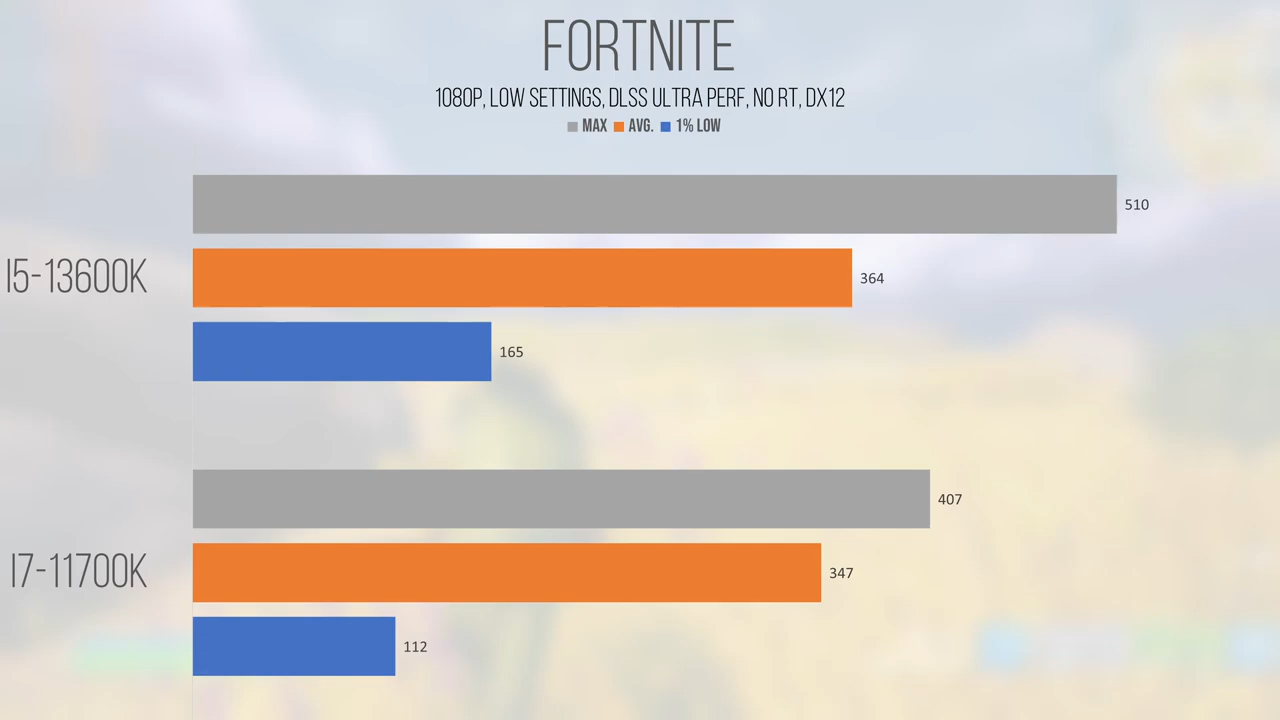 FORTNITE
1080P, LOW SETTINGS, DLSS ULTRA PERF, NO RT, DX12
MAX AVG. 1% LOW
510
I5-13600K
364
165
407
I7-11700K
347
112